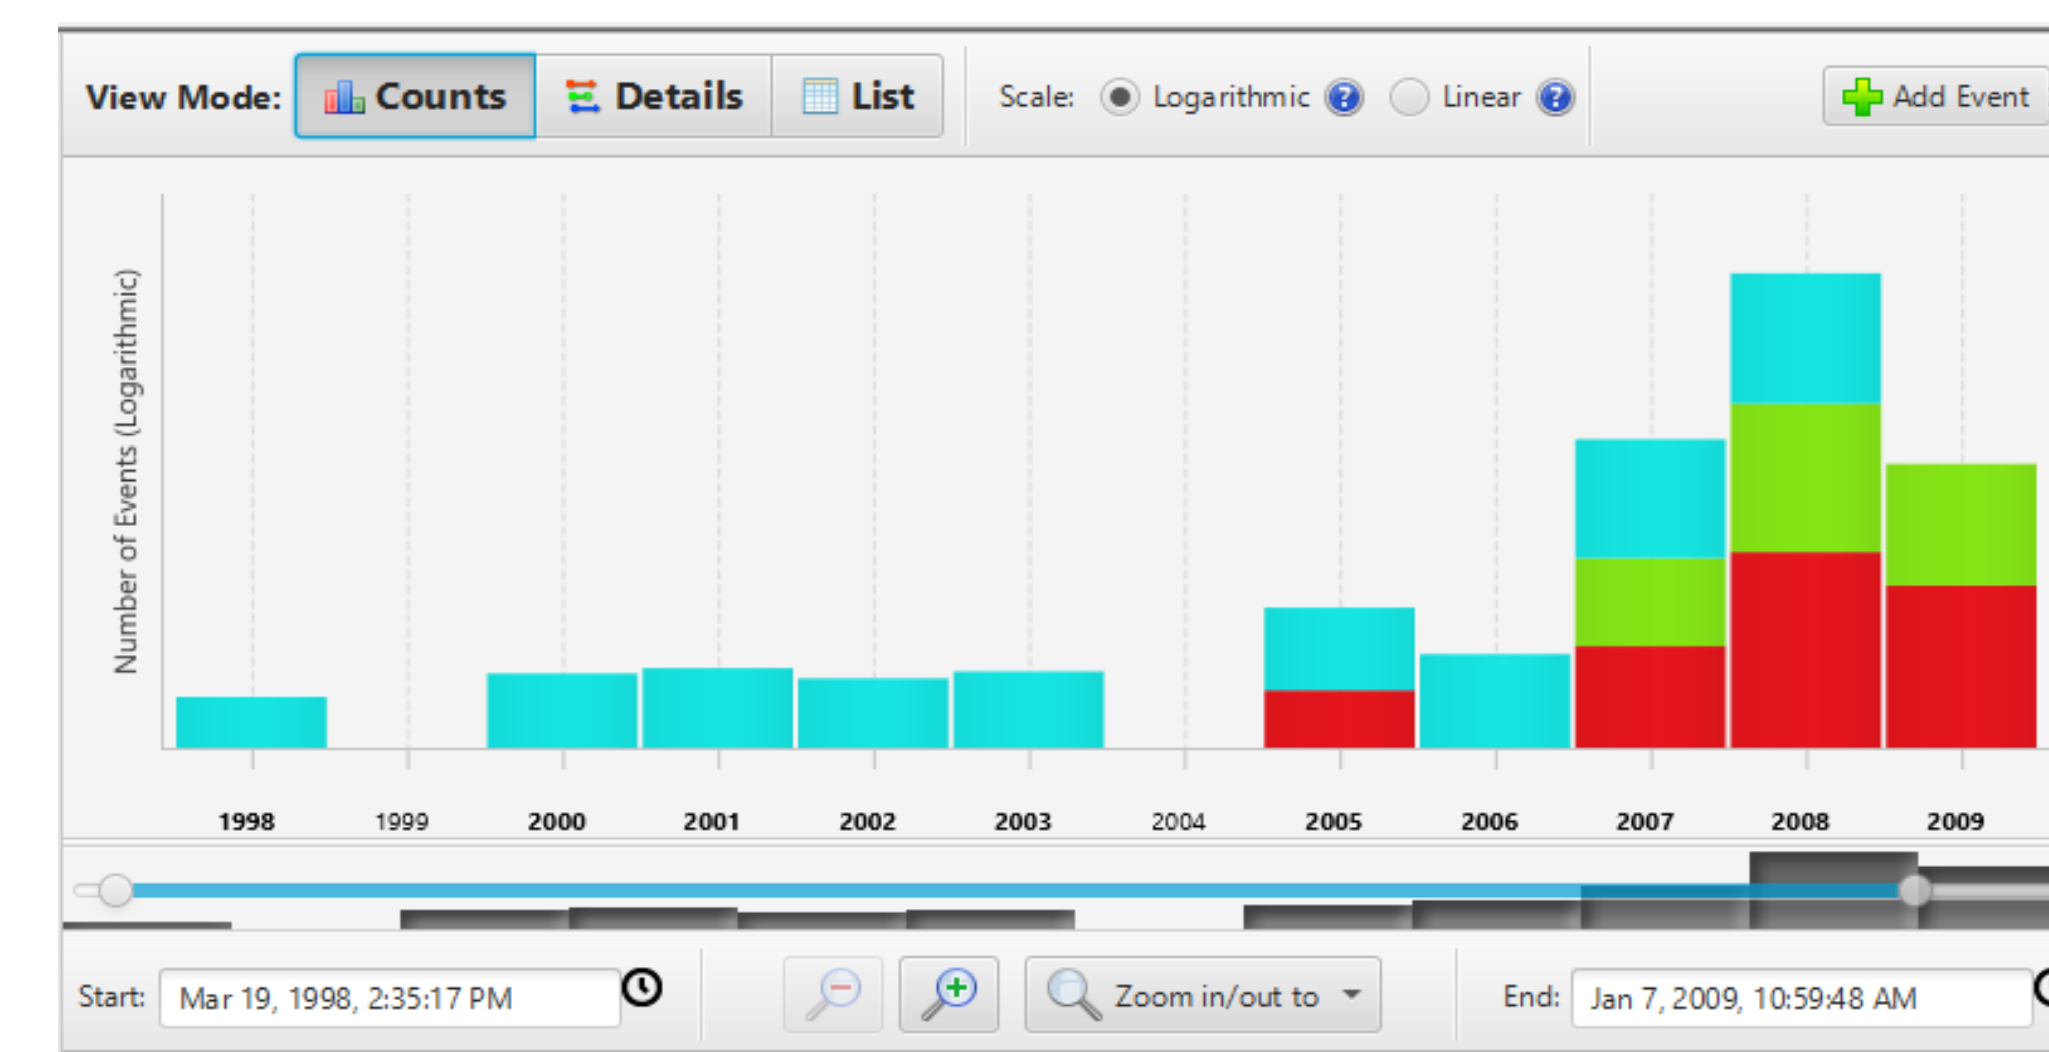 View Mode: Counts Details List Scale: Logarithmic ? Linear ? Add Event
Number of Events (Logarithmic)
1998 1999 2000 2001 2002 2003 2004 2005 2006 2007 2008 2009
Start: Mar 19, 1998, 2:35:17 PM Zoom in/out to End: Jan 7, 2009, 10:59:48 AM